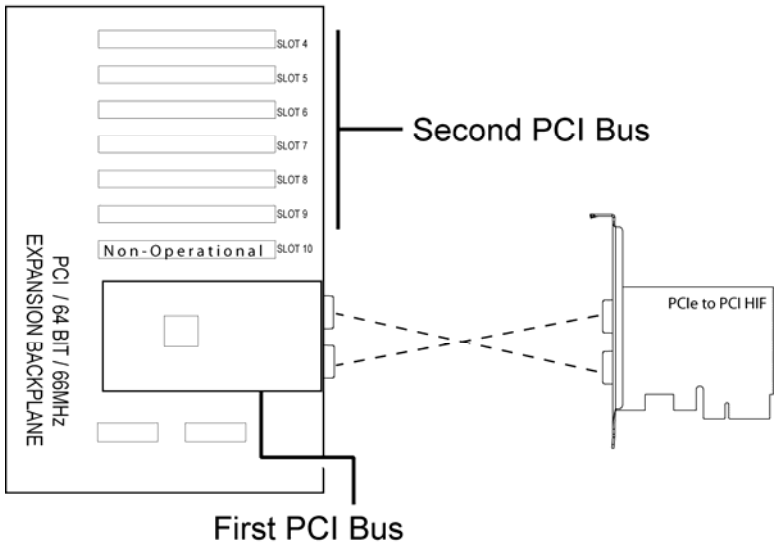 SLOT 4
SLOT 5
SLOT 6
SLOT 7
SLOT 8
SLOT 9
Non-Operational SLOT 10
Second PCI Bus
PCI / 64 BIT / 66MHz
EXPANSION BACKPLANE
PCIe to PCI HIF
First PCI Bus